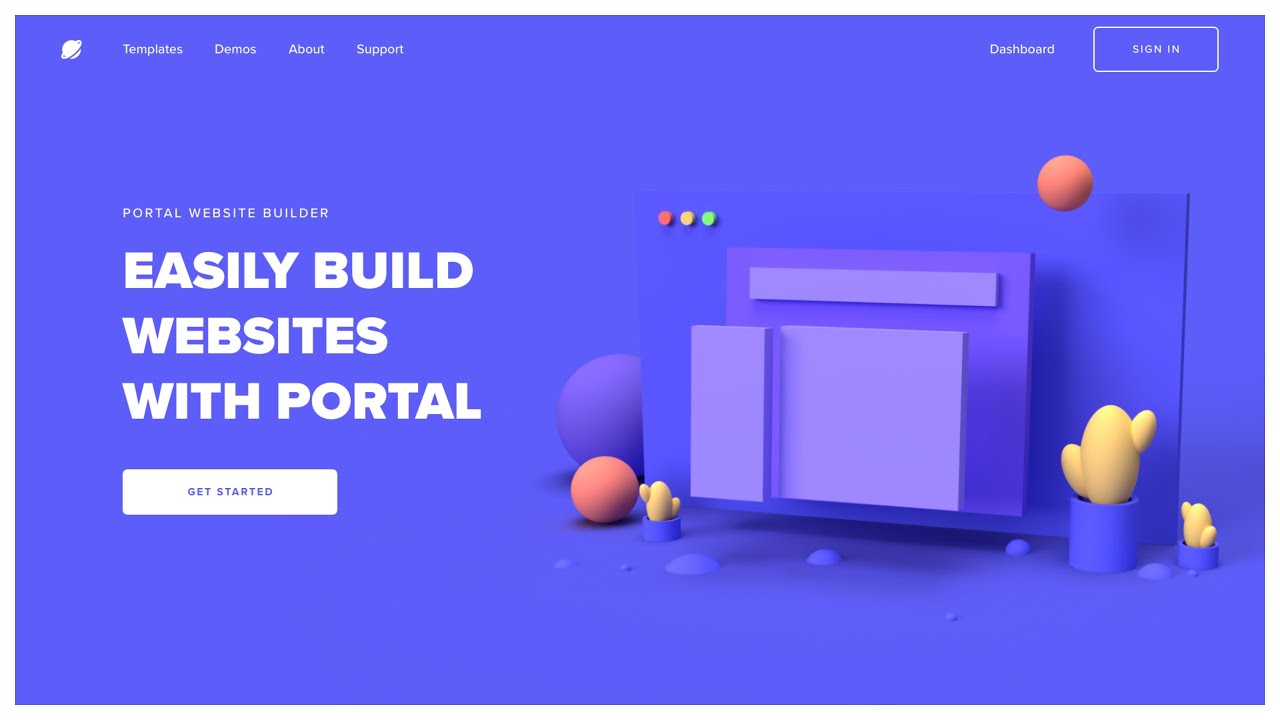 Templates Demos About Support Dashboard SIGN IN
PORTAL WEBSITE BUILDER
EASILY BUILD
WEBSITES
WITH PORTAL
GET STARTED